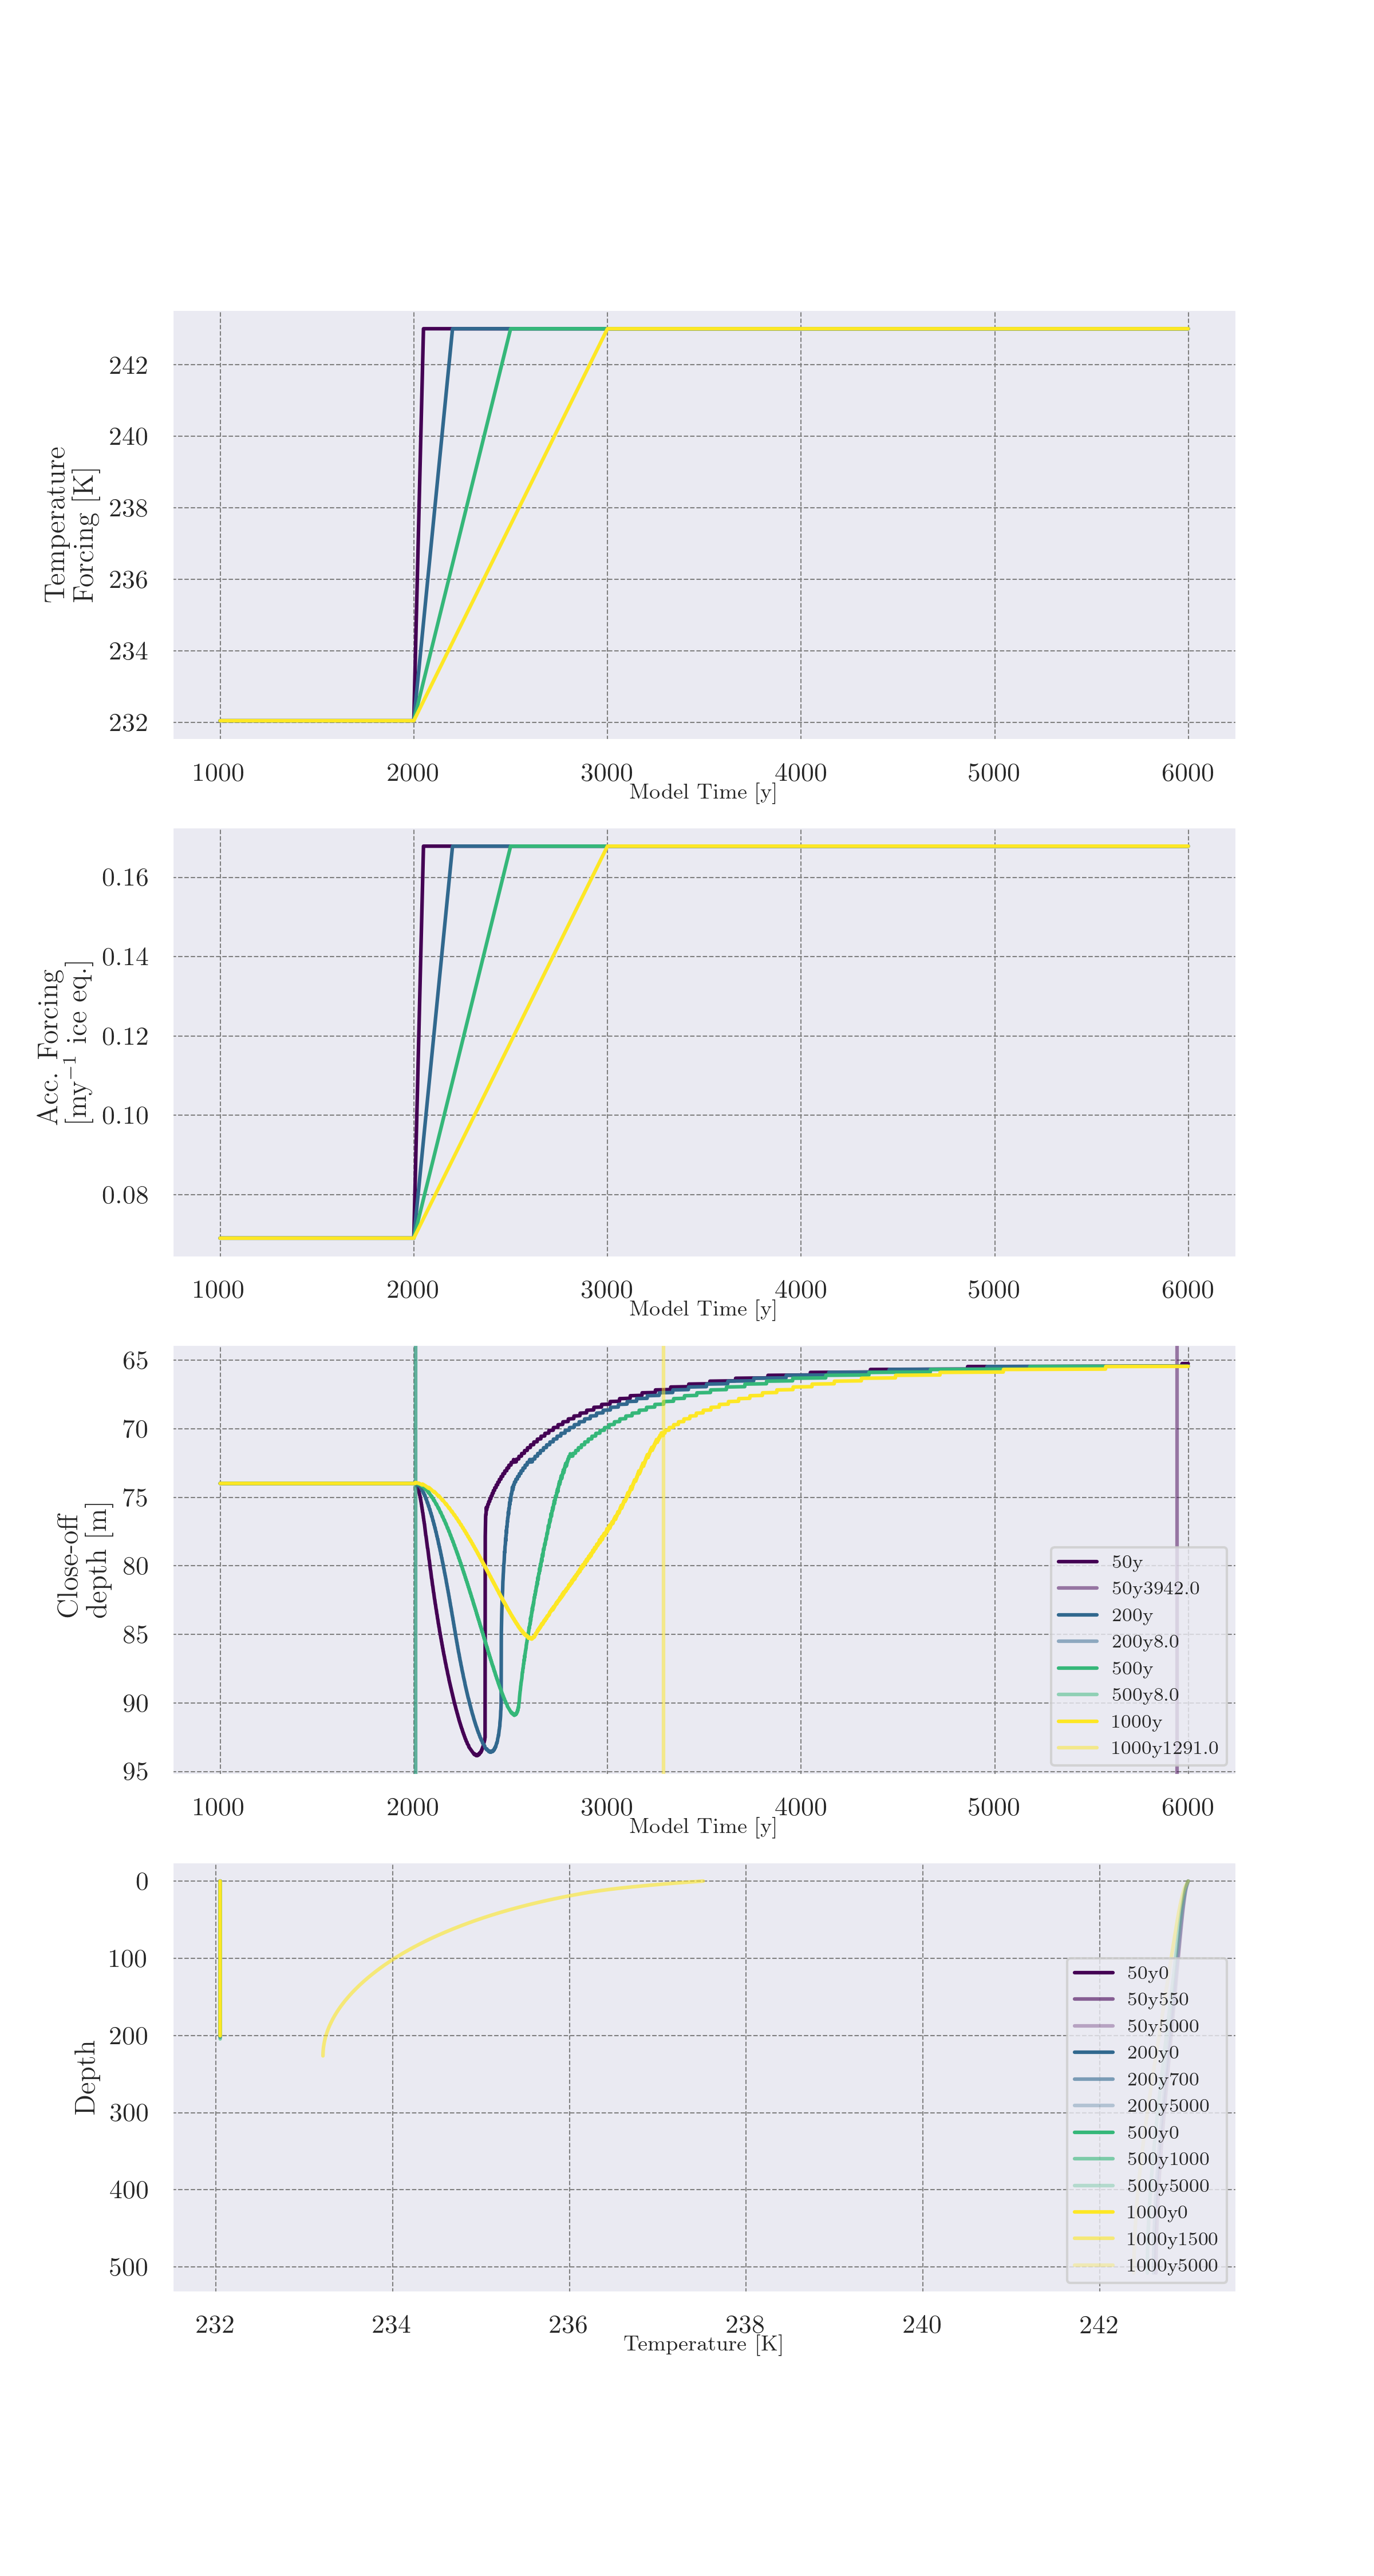 Temperature
Forcing [K]
242
240
238
236
234
232
1000 2000 3000 4000 5000 6000
Model Time [y]
Acc. Forcing
[my⁻¹ ice eq.]
0.16
0.14
0.12
0.10
0.08
1000 2000 3000 4000 5000 6000
Model Time [y]
Close-off
depth [m]
65
70
75
80
85
90
95
50y
50y3942.0
200y
200y8.0
500y
500y8.0
1000y
1000y1291.0
1000 2000 3000 4000 5000 6000
Model Time [y]
Depth
0
100
200
300
400
500
50y0
50y550
50y5000
200y0
200y700
200y5000
500y0
500y1000
500y5000
1000y0
1000y1500
1000y5000
232 234 236 238 240 242
Temperature [K]